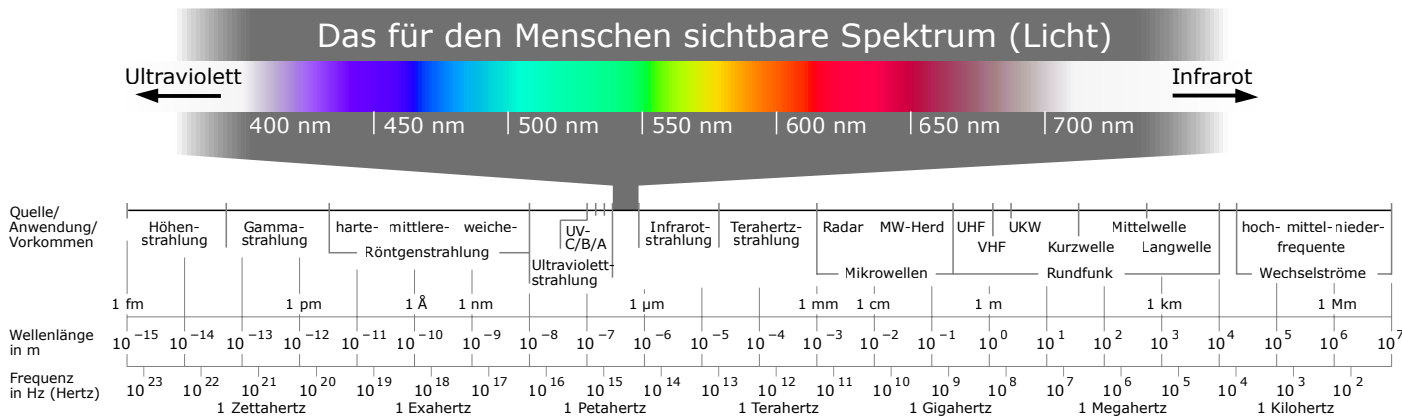 Das für den Menschen sichtbare Spektrum (Licht)
Ultraviolett
Infrarot
400 nm 450 nm 500 nm 550 nm 600 nm 650 nm 700 nm
Quelle/
Anwendung/
Vorkommen
Höhen-
strahlung
Gamma-
strahlung
harte- mittlere- weiche-
Röntgenstrahlung
UV-
C/B/A
Ultraviolett-
strahlung
Infrarot-
strahlung
Terahertz-
strahlung
Radar MW-Herd
Mikrowellen
UHF UKW Mittelwelle
VHF Kurzwelle Langwelle
Rundfunk
hoch- mittel- nieder-
frequente
Wechselströme
1 fm 1 pm 1 Å 1 nm 1 µm 1 mm 1 cm 1 m 1 km 1 Mm
Wellenlänge
in m
10⁻¹⁵ 10⁻¹⁴ 10⁻¹³ 10⁻¹² 10⁻¹¹ 10⁻¹⁰ 10⁻⁹ 10⁻⁸ 10⁻⁷ 10⁻⁶ 10⁻⁵ 10⁻⁴ 10⁻³ 10⁻² 10⁻¹ 10⁰ 10¹ 10² 10³ 10⁴ 10⁵ 10⁶ 10⁷
Frequenz
in Hz (Hertz)
10²³ 10²² 10²¹ 10²⁰ 10¹⁹ 10¹⁸ 10¹⁷ 10¹⁶ 10¹⁵ 10¹⁴ 10¹³ 10¹² 10¹¹ 10¹⁰ 10⁹ 10⁸ 10⁷ 10⁶ 10⁵ 10⁴ 10³ 10²
1 Zettahertz 1 Exahertz 1 Petahertz 1 Terahertz 1 Gigahertz 1 Megahertz 1 Kilohertz